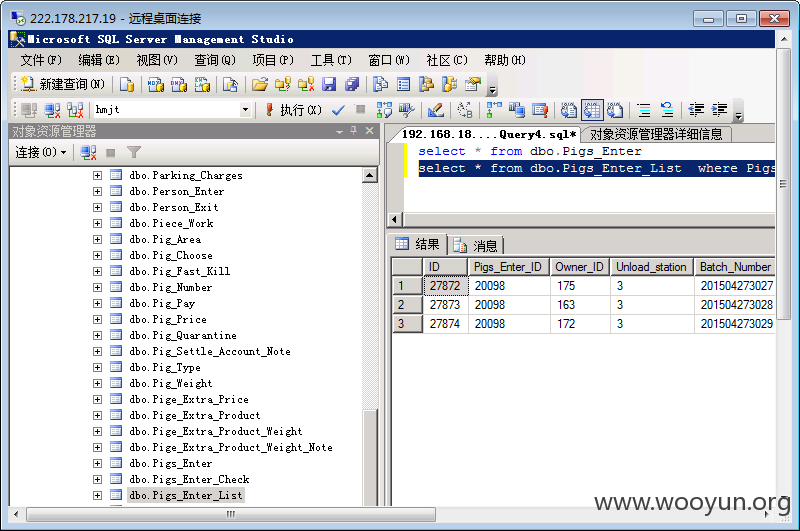 222.178.217.19 - 远程桌面连接
Microsoft SQL Server Management Studio
文件(F) 编辑(E) 视图(V) 查询(Q) 项目(P) 工具(T) 窗口(W) 社区(C) 帮助(H)
新建查询(N)
hmjt 执行(X)
对象资源管理器
连接(O)
dbo.Parking_Charges
dbo.Person_Enter
dbo.Person_Exit
dbo.Piece_Work
dbo.Pig_Area
dbo.Pig_Choose
dbo.Pig_Fast_Kill
dbo.Pig_Number
dbo.Pig_Pay
dbo.Pig_Price
dbo.Pig_Quarantine
dbo.Pig_Settle_Account_Note
dbo.Pig_Type
dbo.Pig_Weight
dbo.Pige_Extra_Price
dbo.Pige_Extra_Product
dbo.Pige_Extra_Product_Weight
dbo.Pige_Extra_Product_Weight_Note
dbo.Pigs_Enter
dbo.Pigs_Enter_Check
dbo.Pigs_Enter_List
192.168.18....Query4.sql* 对象资源管理器详细信息
select * from dbo.Pigs_Enter
select * from dbo.Pigs_Enter_List where Pigs
结果 消息
ID Pigs_Enter_ID Owner_ID Unload_station Batch_Number
1 27872 20098 175 3 201504273027
2 27873 20098 163 3 201504273028
3 27874 20098 172 3 201504273029
www.wooyun.org